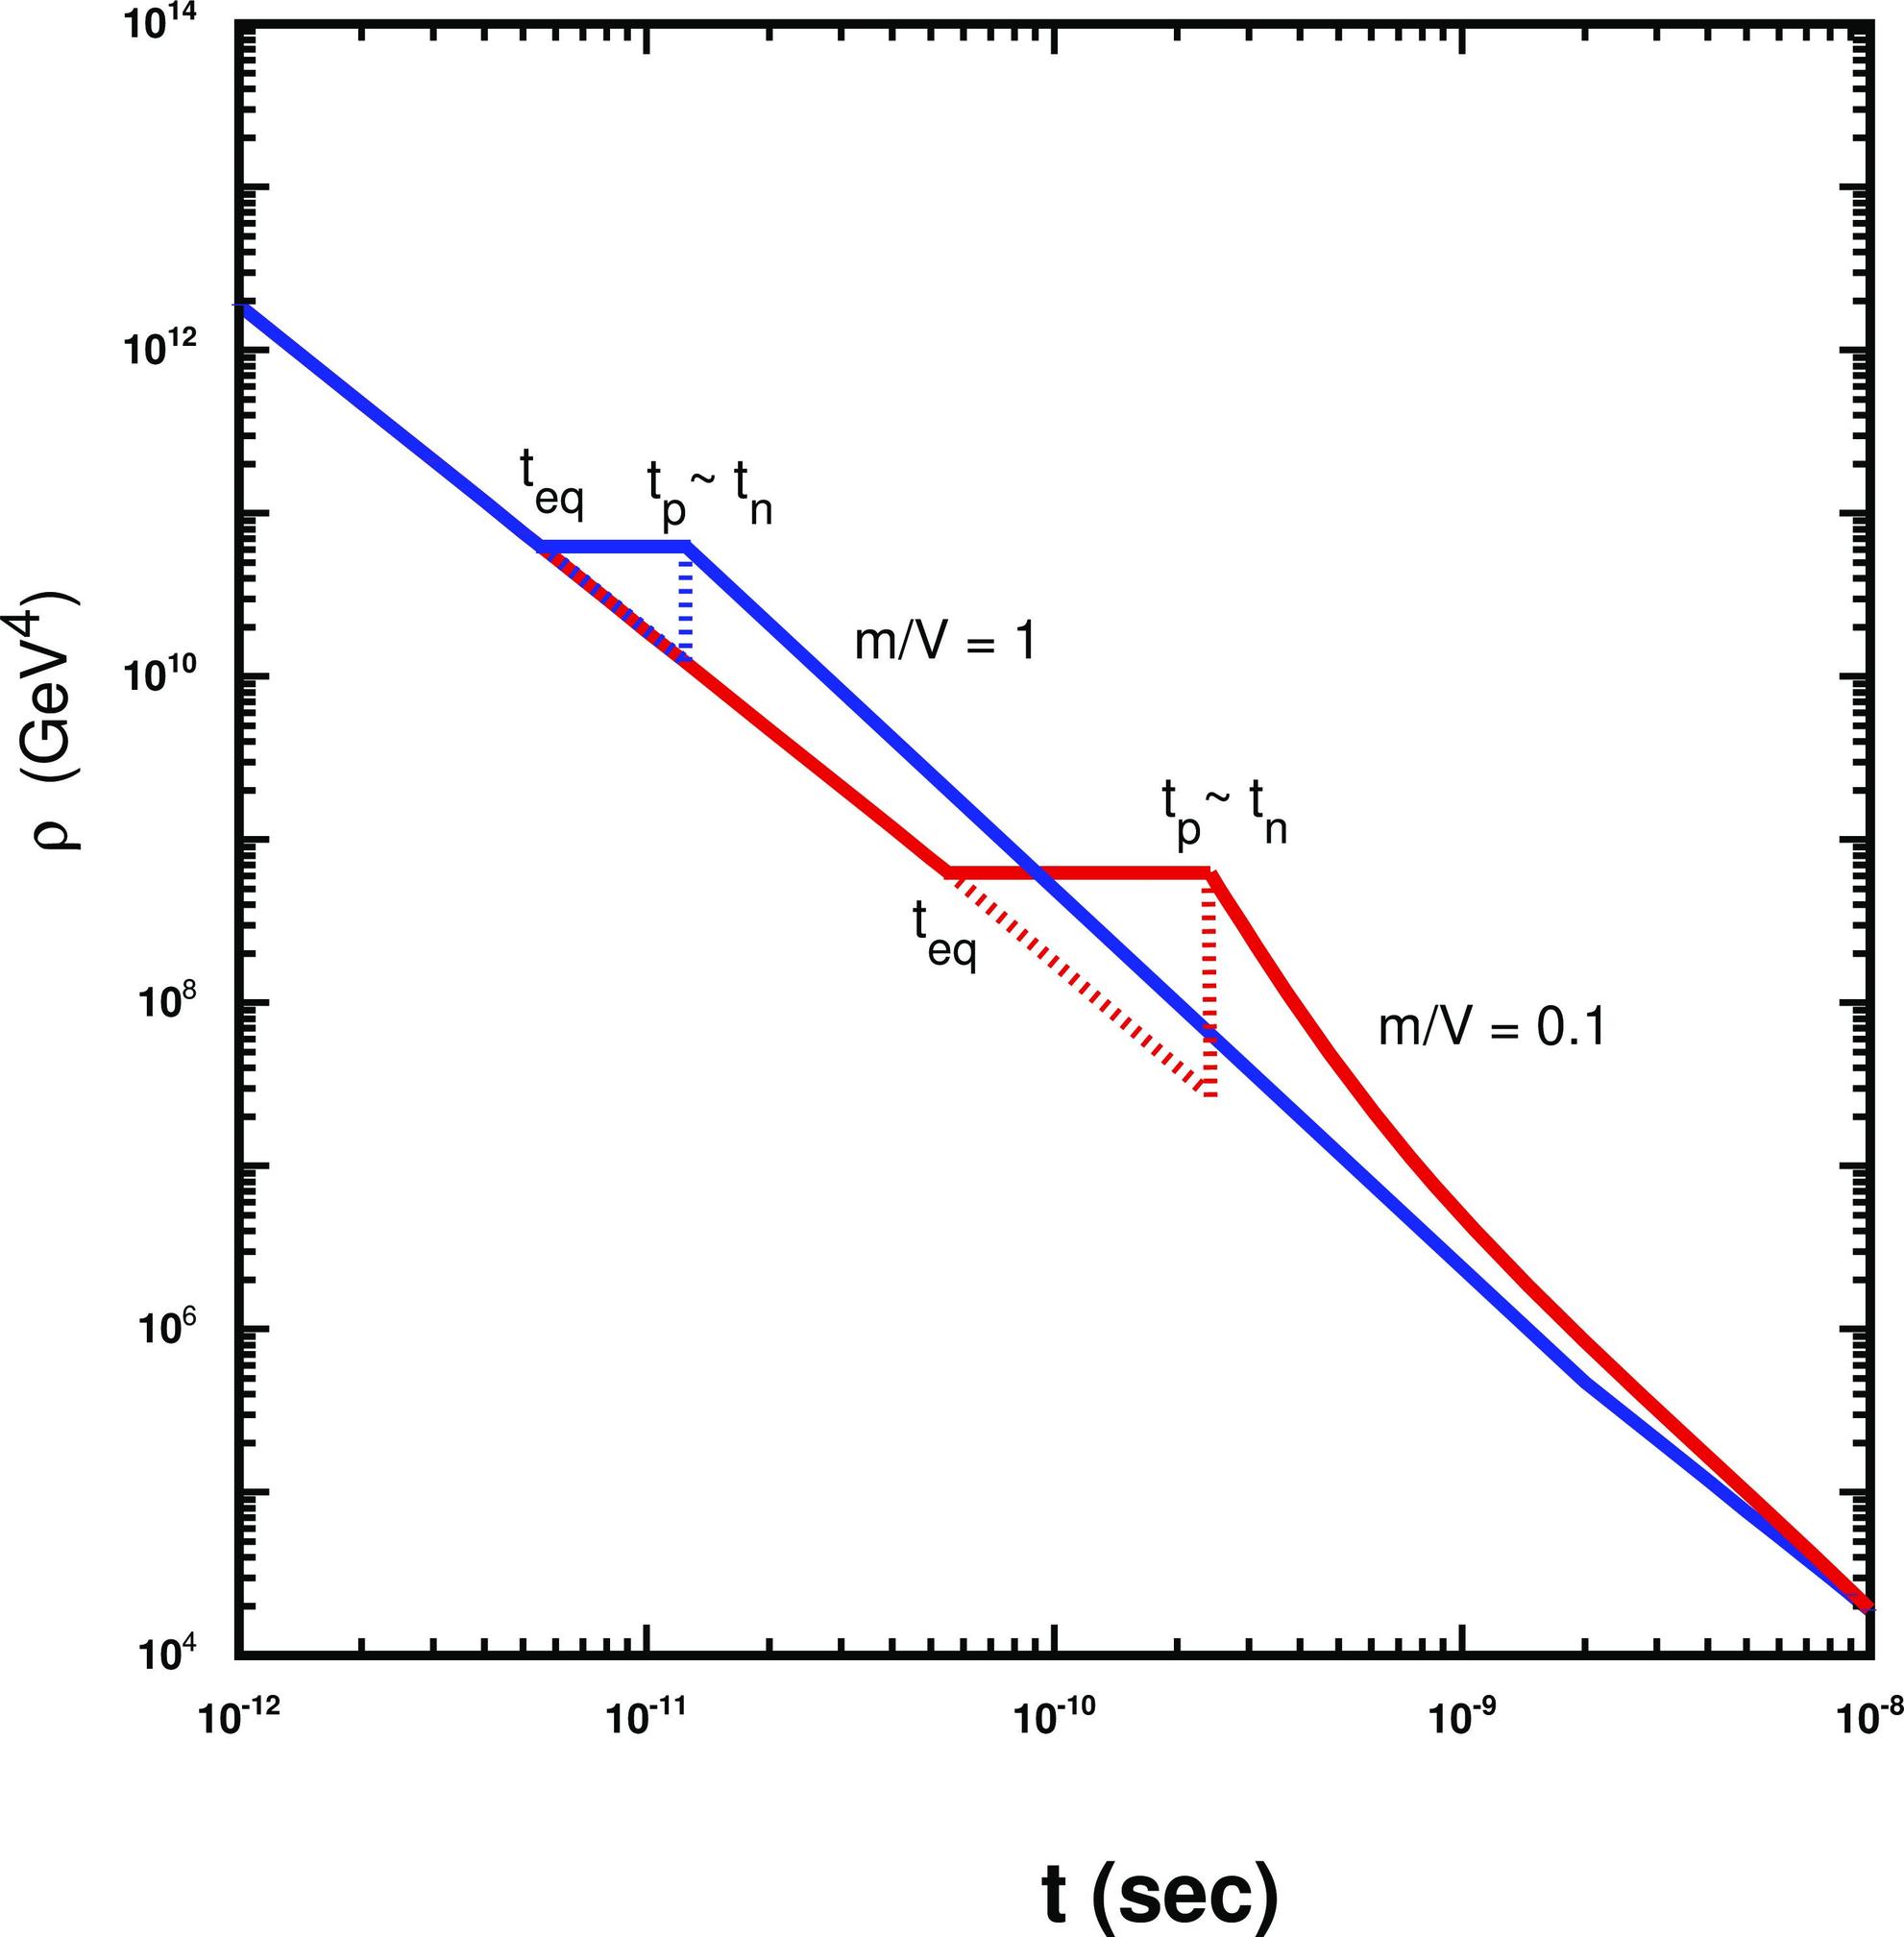 10^14
10^12
10^10
10^8
10^6
10^4
ρ (GeV^4)
t_eq
t_p ~ t_n
m/V = 1
t_p ~ t_n
t_eq
m/V = 0.1
10^-12 10^-11 10^-10 10^-9 10^-8
t (sec)